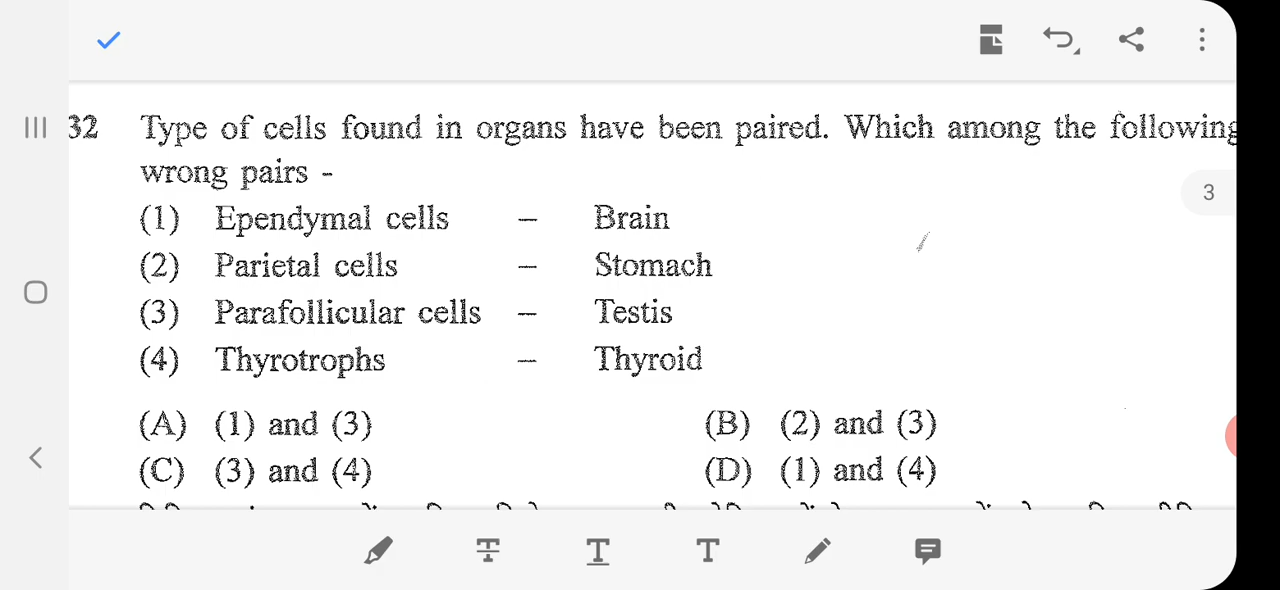 32 Type of cells found in organs have been paired. Which among the following
wrong pairs -
3
(1) Ependymal cells – Brain
(2) Parietal cells – Stomach
(3) Parafollicular cells – Testis
(4) Thyrotrophs – Thyroid
(A) (1) and (3) (B) (2) and (3)
(C) (3) and (4) (D) (1) and (4)